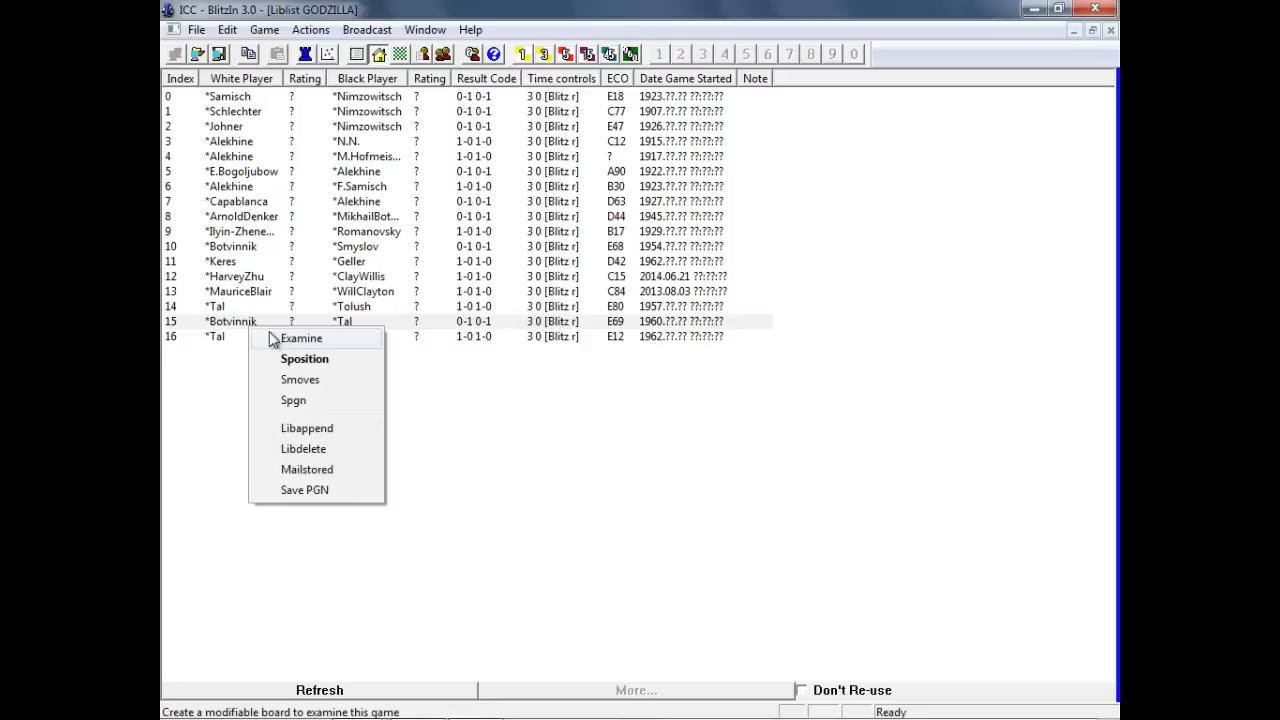 ICC - BlitzIn 3.0 - [Liblist GODZILLA]
File Edit Game Actions Broadcast Window Help
1 3 5 15 1 2 3 4 5 6 7 8 9 0
Index White Player Rating Black Player Rating Result Code Time controls ECO Date Game Started Note
0 *Samisch ? *Nimzowitsch ? 0-1 0-1 3 0 [Blitz r] E18 1923.??.?? ??:??:??
1 *Schlechter ? *Nimzowitsch ? 0-1 0-1 3 0 [Blitz r] C77 1907.??.?? ??:??:??
2 *Johner ? *Nimzowitsch ? 0-1 0-1 3 0 [Blitz r] E47 1926.??.?? ??:??:??
3 *Alekhine ? *N.N. ? 1-0 1-0 3 0 [Blitz r] C12 1915.??.?? ??:??:??
4 *Alekhine ? *M.Hofmeis... ? 1-0 1-0 3 0 [Blitz r] ? 1917.??.?? ??:??:??
5 *E.Bogoljubow ? *Alekhine ? 0-1 0-1 3 0 [Blitz r] A90 1922.??.?? ??:??:??
6 *Alekhine ? *F.Samisch ? 1-0 1-0 3 0 [Blitz r] B30 1923.??.?? ??:??:??
7 *Capablanca ? *Alekhine ? 0-1 0-1 3 0 [Blitz r] D63 1927.??.?? ??:??:??
8 *ArnoldDenker ? *MikhailBot... ? 0-1 0-1 3 0 [Blitz r] D44 1945.??.?? ??:??:??
9 *Ilyin-Zhene... ? *Romanovsky ? 1-0 1-0 3 0 [Blitz r] B17 1929.??.?? ??:??:??
10 *Botvinnik ? *Smyslov ? 0-1 0-1 3 0 [Blitz r] E68 1954.??.?? ??:??:??
11 *Keres ? *Geller ? 1-0 1-0 3 0 [Blitz r] D42 1962.??.?? ??:??:??
12 *HarveyZhu ? *ClayWillis ? 1-0 1-0 3 0 [Blitz r] C15 2014.06.21 ??:??:??
13 *MauriceBlair ? *WillClayton ? 1-0 1-0 3 0 [Blitz r] C84 2013.08.03 ??:??:??
14 *Tal ? *Tolush ? 1-0 1-0 3 0 [Blitz r] E80 1957.??.?? ??:??:??
15 *Botvinnik ? *Tal ? 0-1 0-1 3 0 [Blitz r] E69 1960.??.?? ??:??:??
16 *Tal ? 1-0 1-0 3 0 [Blitz r] E12 1962.??.?? ??:??:??
Examine
Sposition
Smoves
Spgn
Libappend
Libdelete
Mailstored
Save PGN
Refresh More... Don't Re-use
Create a modifiable board to examine this game Ready